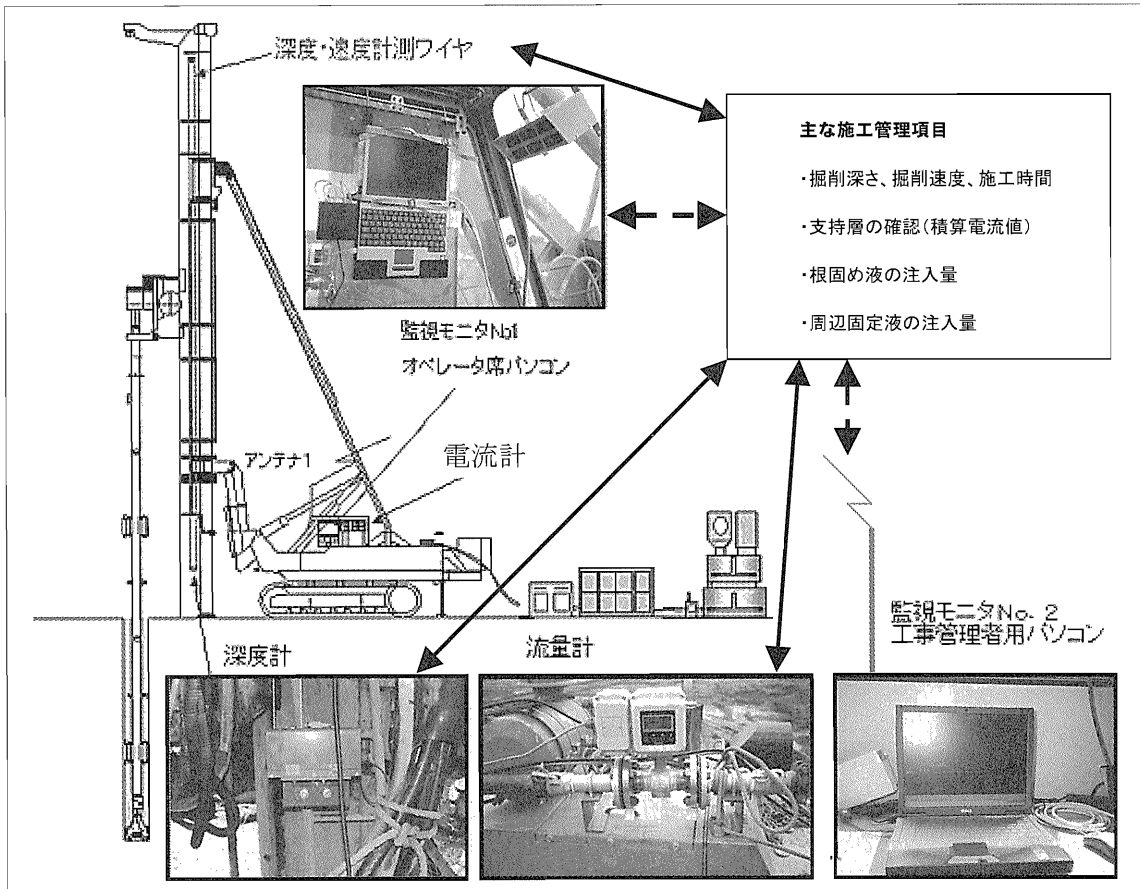 深度・速度計測ワイヤ
主な施工管理項目
・掘削深さ、掘削速度、施工時間
・支持層の確認(積算電流値)
・根固め液の注入量
・周辺固定液の注入量
監視モニタNo1
オペレータ席パソコン
アンテナ1
電流計
深度計
流量計
監視モニタNo. 2
工事管理者用パソコン